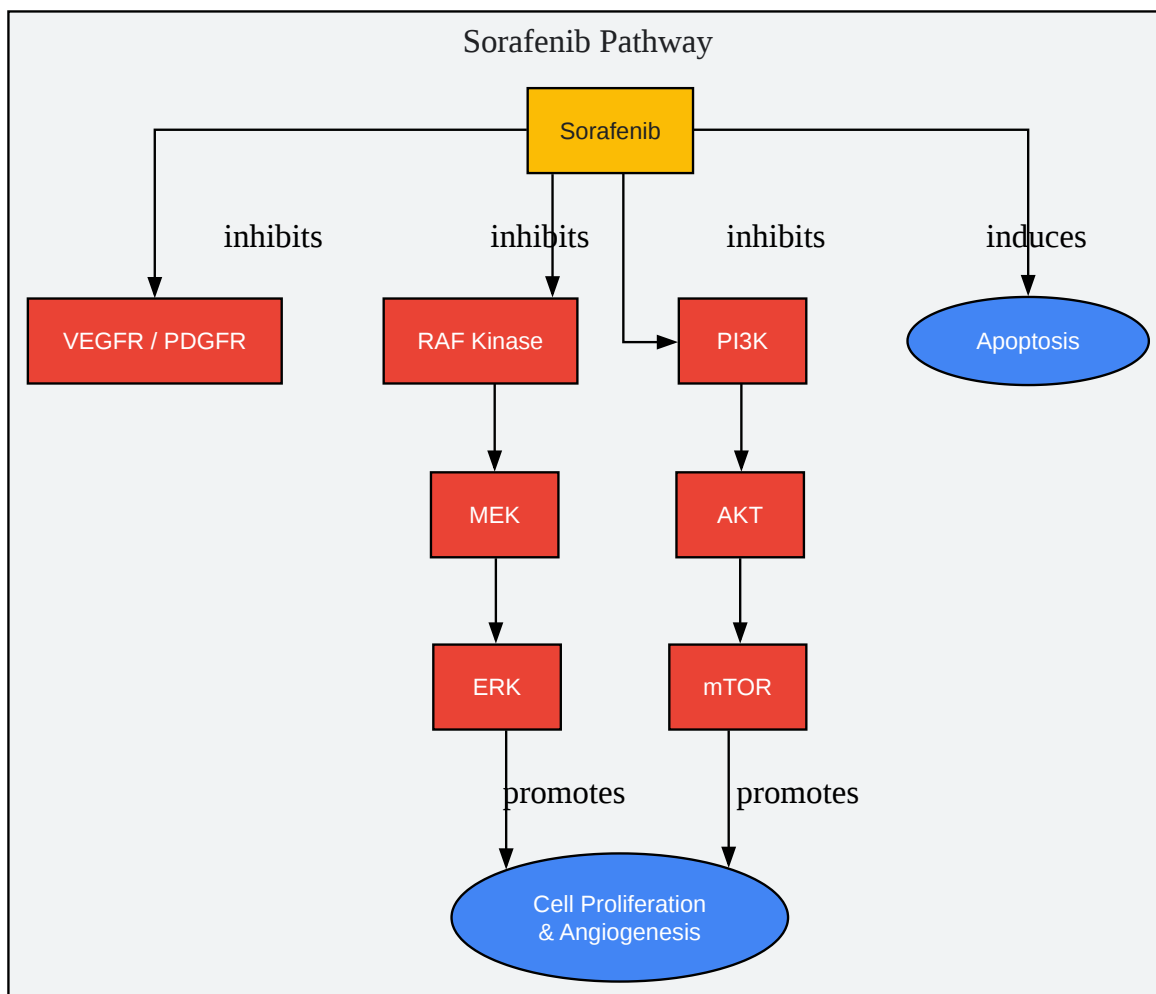 Sorafenib Pathway
Sorafenib
inhibits
inhibits
inhibits
induces
VEGFR / PDGFR
RAF Kinase
PI3K
Apoptosis
MEK
AKT
ERK
mTOR
promotes
promotes
Cell Proliferation
& Angiogenesis